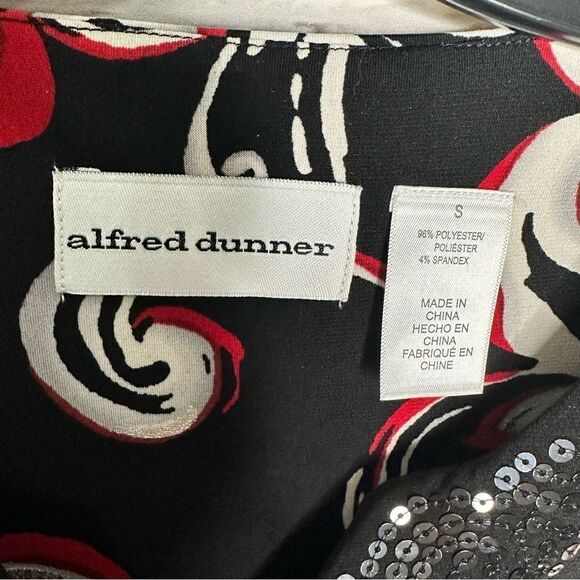 alfred dunner
S
96% POLYESTER/
POLIÉSTER
4% SPANDEX
MADE IN
CHINA
HECHO EN
CHINA
FABRIQUÉ EN
CHINE